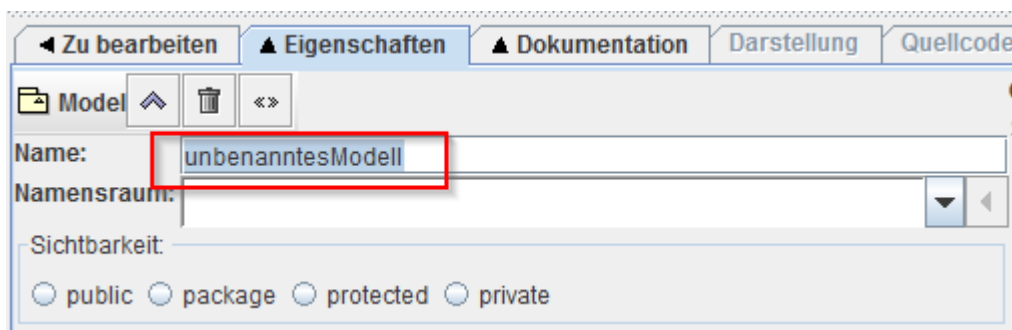 Zu bearbeiten Eigenschaften Dokumentation Darstellung Quellcode
Model «»
Name: unbenanntesModell
Namensraum:
Sichtbarkeit:
public package protected private